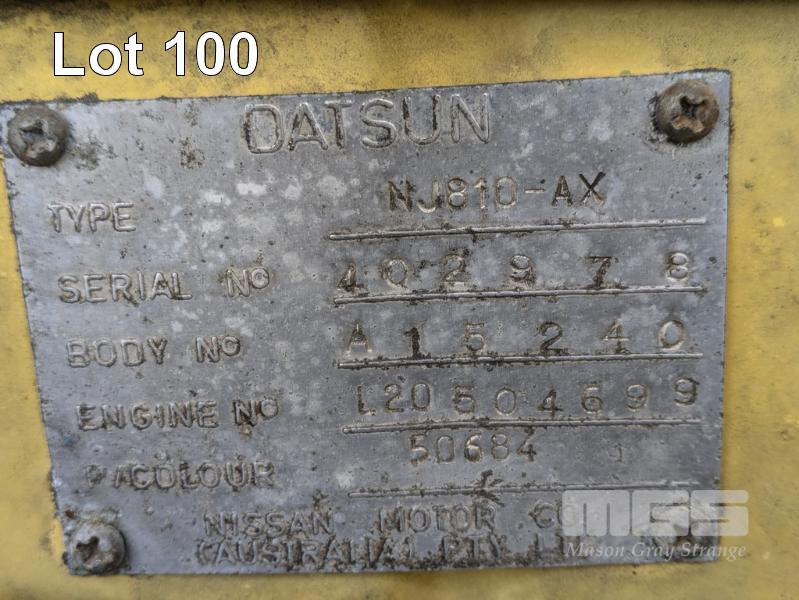 Lot 100
DATSUN
TYPE NJ810-AX
SERIAL NO 402978
BODY NO A15240
ENGINE NO L20504699
P/COLOUR 50684
NISSAN MOTOR CO
(AUSTRALIA) PTY
MGS
Mason Gray Strange